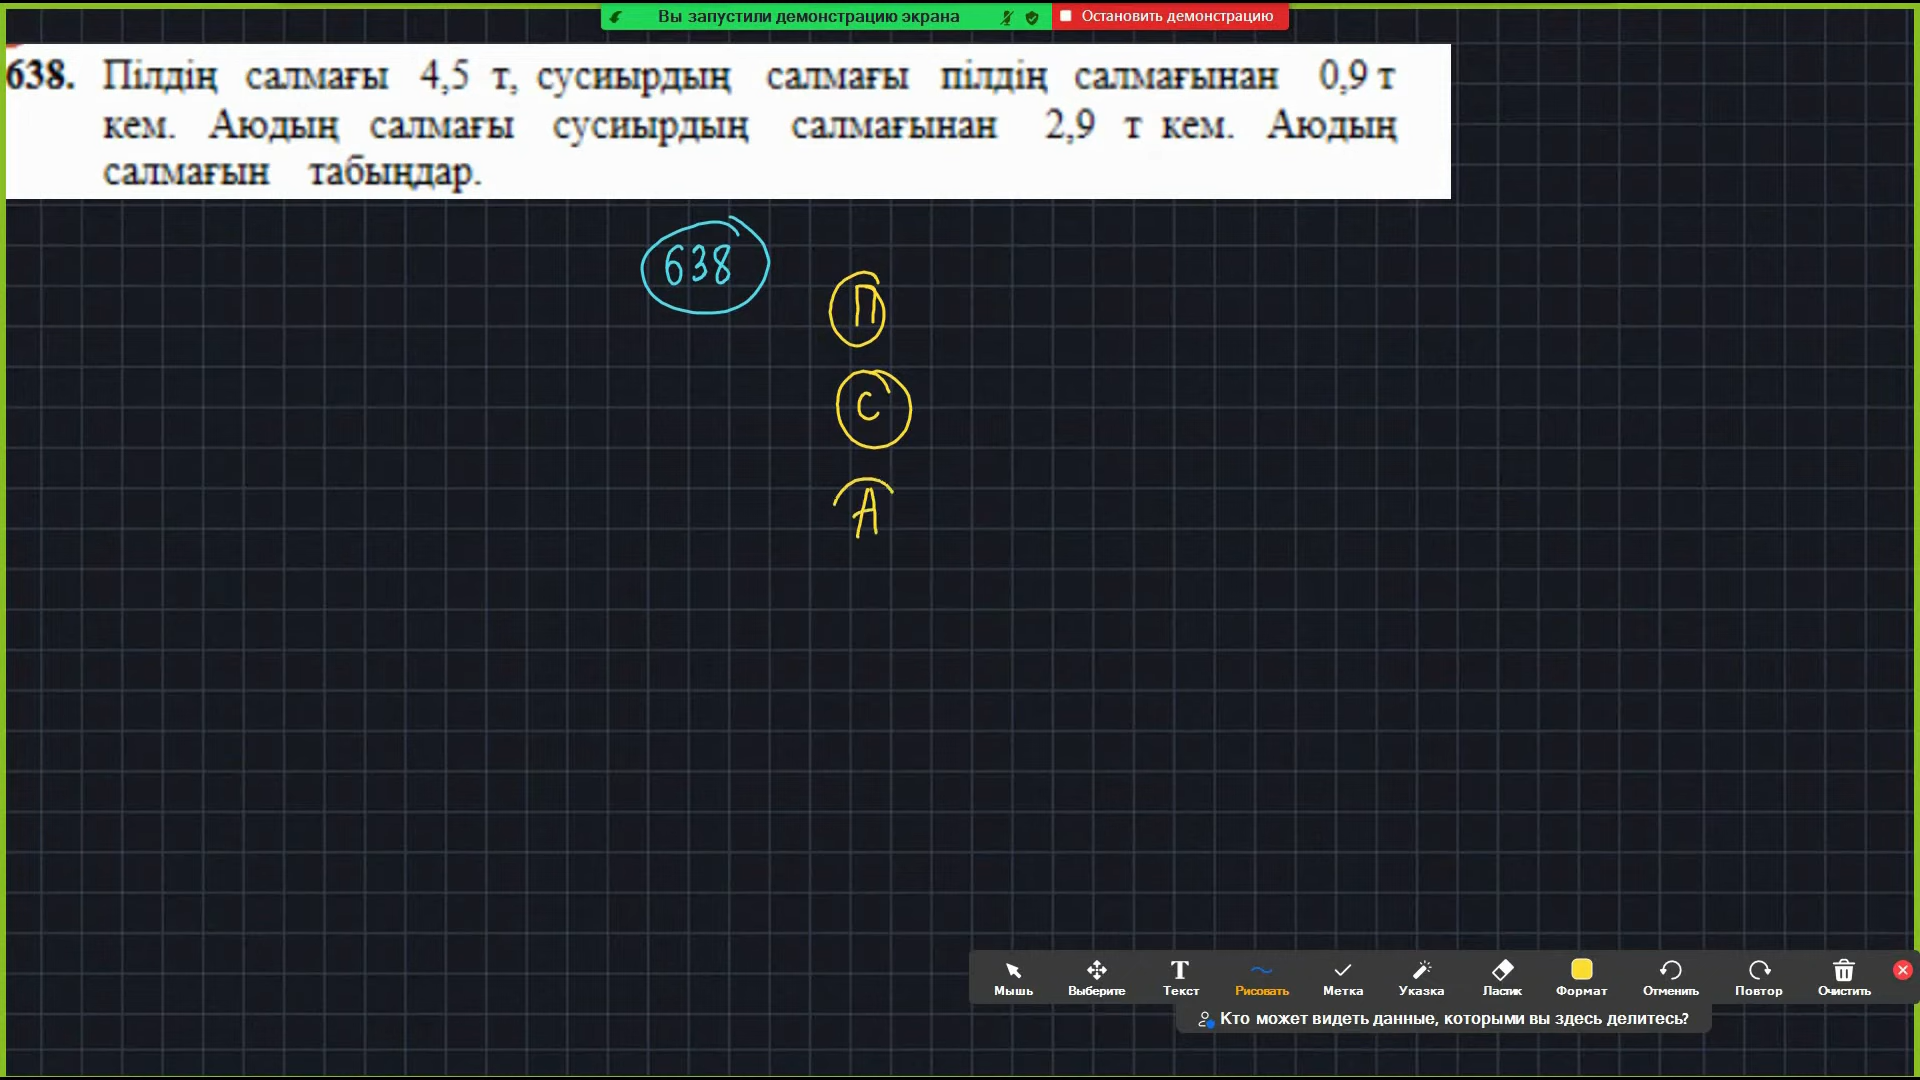 Вы запустили демонстрацию экрана Остановить демонстрацию
638. Пілдің салмағы 4,5 т, сусиырдың салмағы пілдің салмағынан 0,9 т
кем. Аюдың салмағы сусиырдың салмағынан 2,9 т кем. Аюдың
салмағын табыңдар.
638
П
С
А
Мышь Выберите Текст Рисовать Метка Указка Ластик Формат Отменить Повтор Очистить
Кто может видеть данные, которыми вы здесь делитесь?